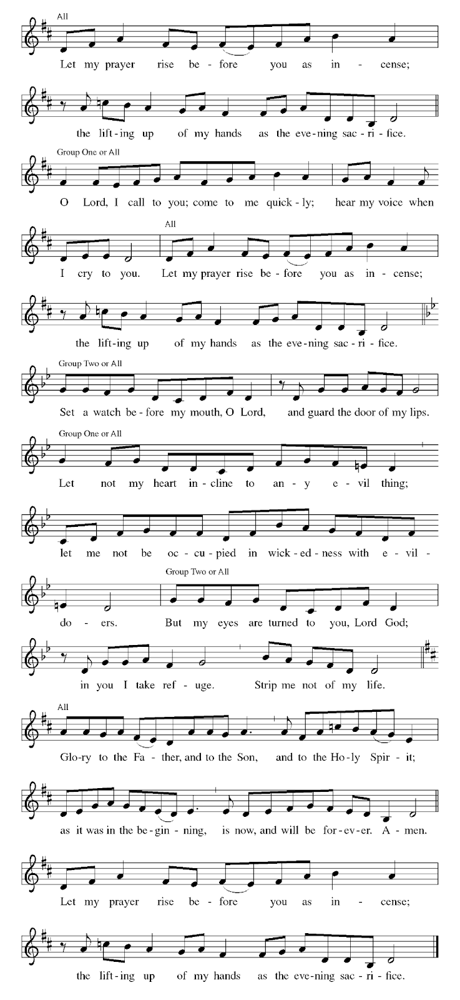 All
Let my prayer rise be - fore you as in - cense;
the lift - ing up of my hands as the eve - ning sac - ri - fice.
Group One or All
O Lord, I call to you; come to me quick - ly; hear my voice when
All
I cry to you. Let my prayer rise be - fore you as in - cense;
the lift - ing up of my hands as the eve - ning sac - ri - fice.
Group Two or All
Set a watch be - fore my mouth, O Lord, and guard the door of my lips.
Group One or All
Let not my heart in - cline to an - y e - vil thing;
let me not be oc - cu - pied in wick - ed - ness with e - vil -
Group Two or All
do - ers. But my eyes are turned to you, Lord God;
in you I take ref - uge. Strip me not of my life.
All
Glo - ry to the Fa - ther, and to the Son, and to the Ho - ly Spir - it;
as it was in the be - gin - ning, is now, and will be for - ev - er. A - men.
Let my prayer rise be - fore you as in - cense;
the lift - ing up of my hands as the eve - ning sac - ri - fice.